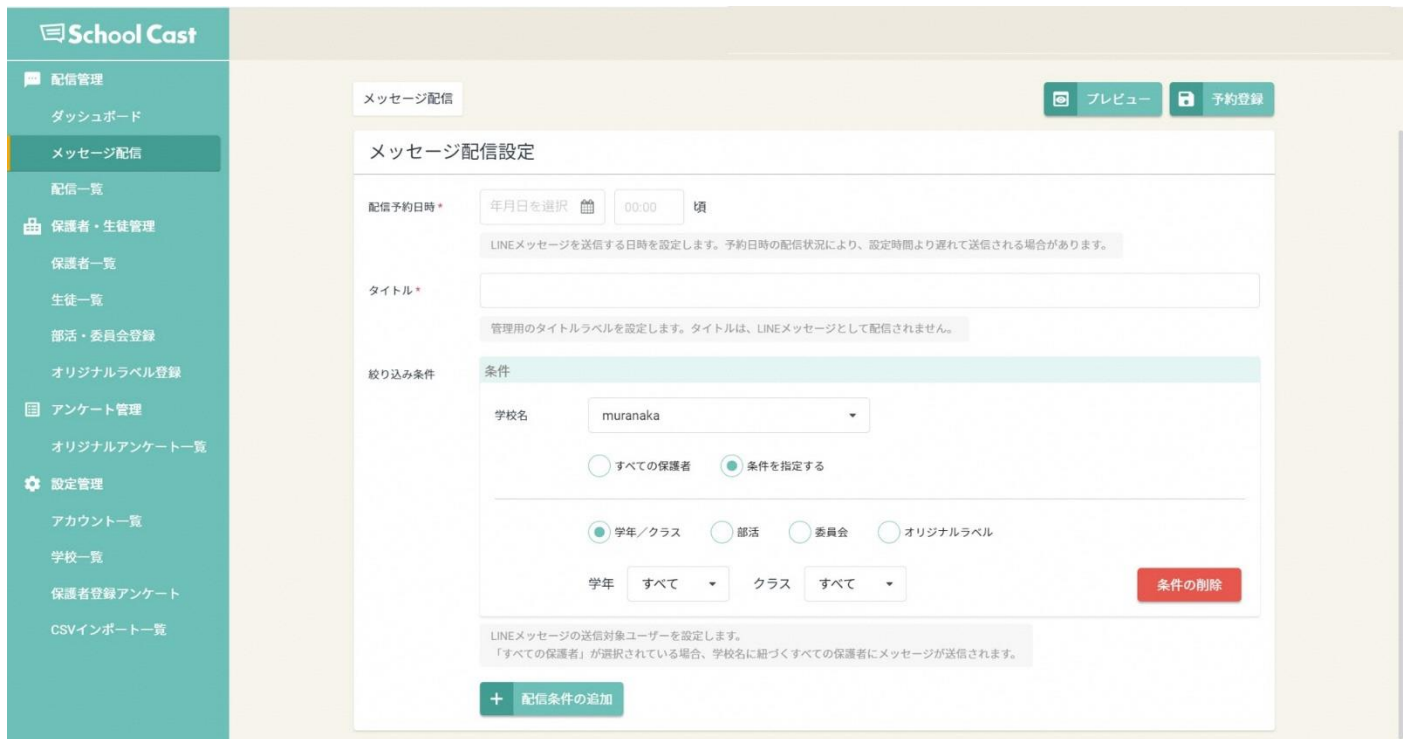 School Cast
配信管理
ダッシュボード
メッセージ配信
配信一覧
保護者・生徒管理
保護者一覧
生徒一覧
部活・委員会登録
オリジナルラベル登録
アンケート管理
オリジナルアンケート一覧
設定管理
アカウント一覧
学校一覧
保護者登録アンケート
CSVインポート一覧
メッセージ配信
プレビュー
予約登録
メッセージ配信設定
配信予約日時* 年月日を選択 00:00 頃
LINEメッセージを送信する日時を設定します。予約日時の配信状況により、設定時間より遅れて送信される場合があります。
タイトル*
管理用のタイトルラベルを設定します。タイトルは、LINEメッセージとして配信されません。
絞り込み条件 条件
学校名 muranaka
すべての保護者 条件を指定する
学年/クラス 部活 委員会 オリジナルラベル
学年 すべて クラス すべて 条件の削除
LINEメッセージの送信対象ユーザーを設定します。
「すべての保護者」が選択されている場合、学校名に紐づくすべての保護者にメッセージが送信されます。
+ 配信条件の追加